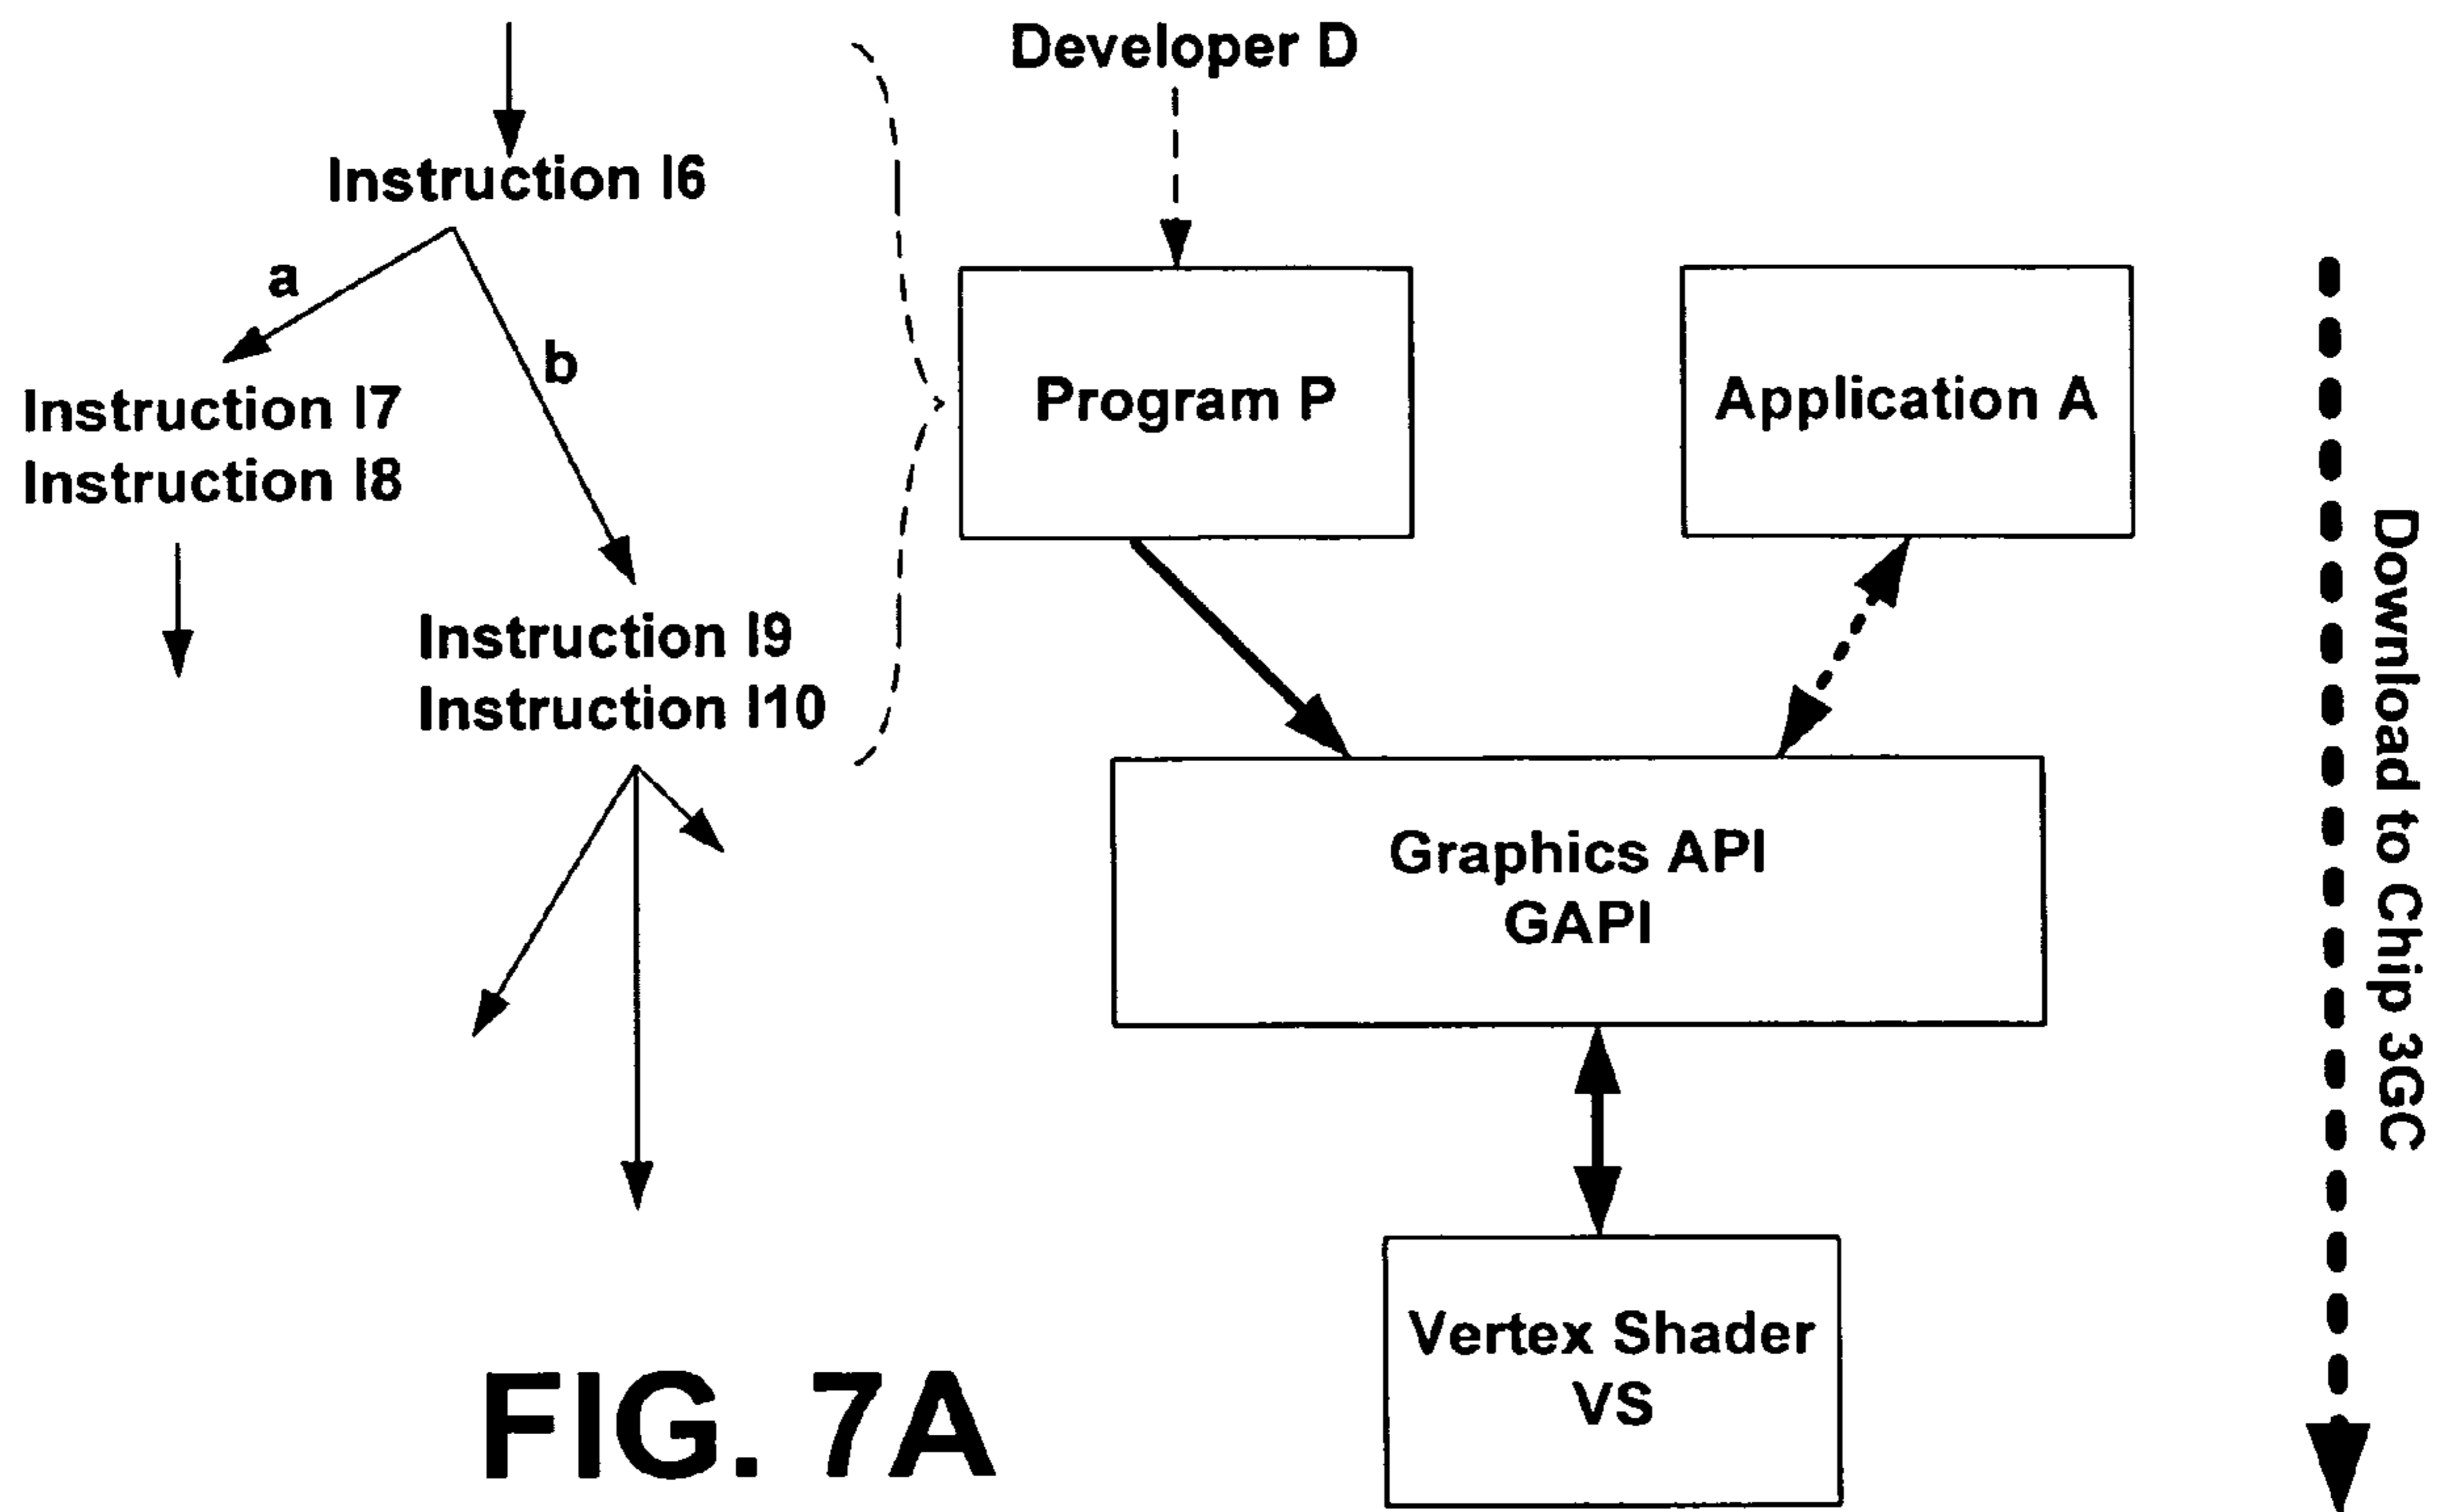 Developer D
Instruction I6
a
b
Instruction I7
Instruction I8
Instruction I9
Instruction I10
Program P
Application A
Graphics API
GAPI
Vertex Shader
VS
Download to Chip 3GC
FIG. 7A